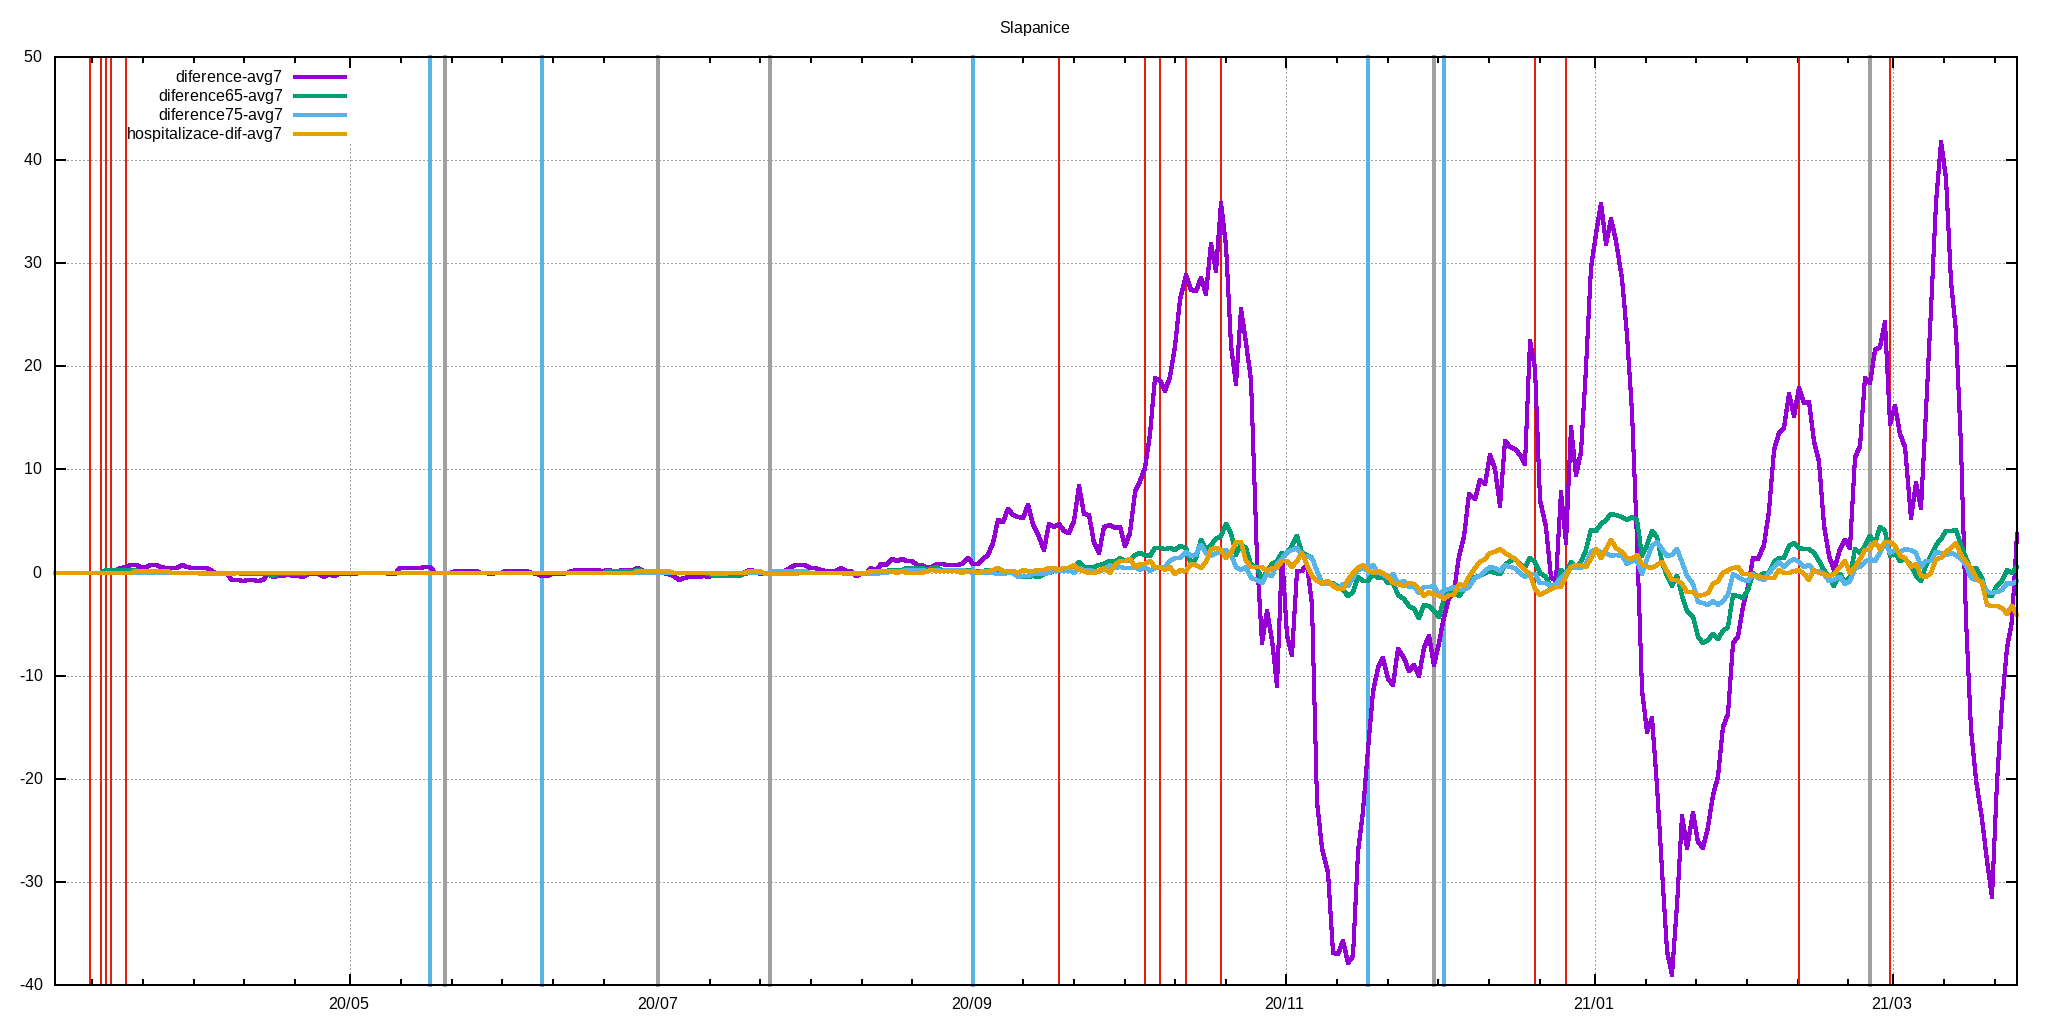 Slapanice
diference-avg7
diference65-avg7
diference75-avg7
hospitalizace-dif-avg7
50
40
30
20
10
0
-10
-20
-30
-40
20/05 20/07 20/09 20/11 21/01 21/03